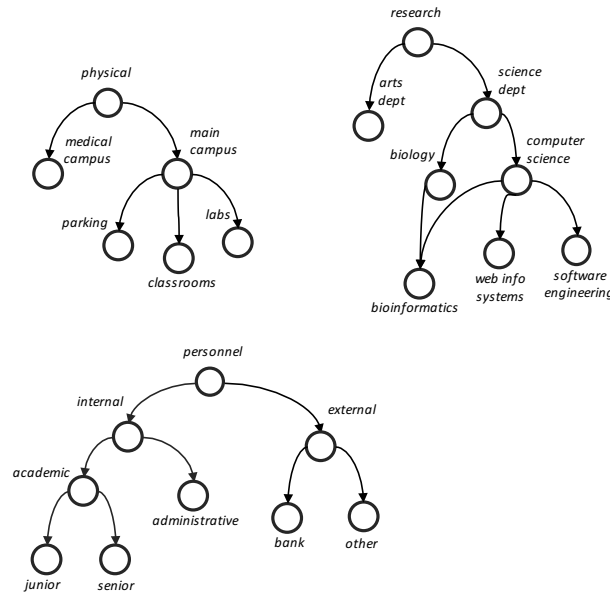 research
physical
arts
dept
science
dept
medical
campus
main
campus
biology
computer
science
parking
labs
classrooms
bioinformatics
web info
systems
software
engineering
personnel
internal
external
academic
administrative
bank
other
junior
senior